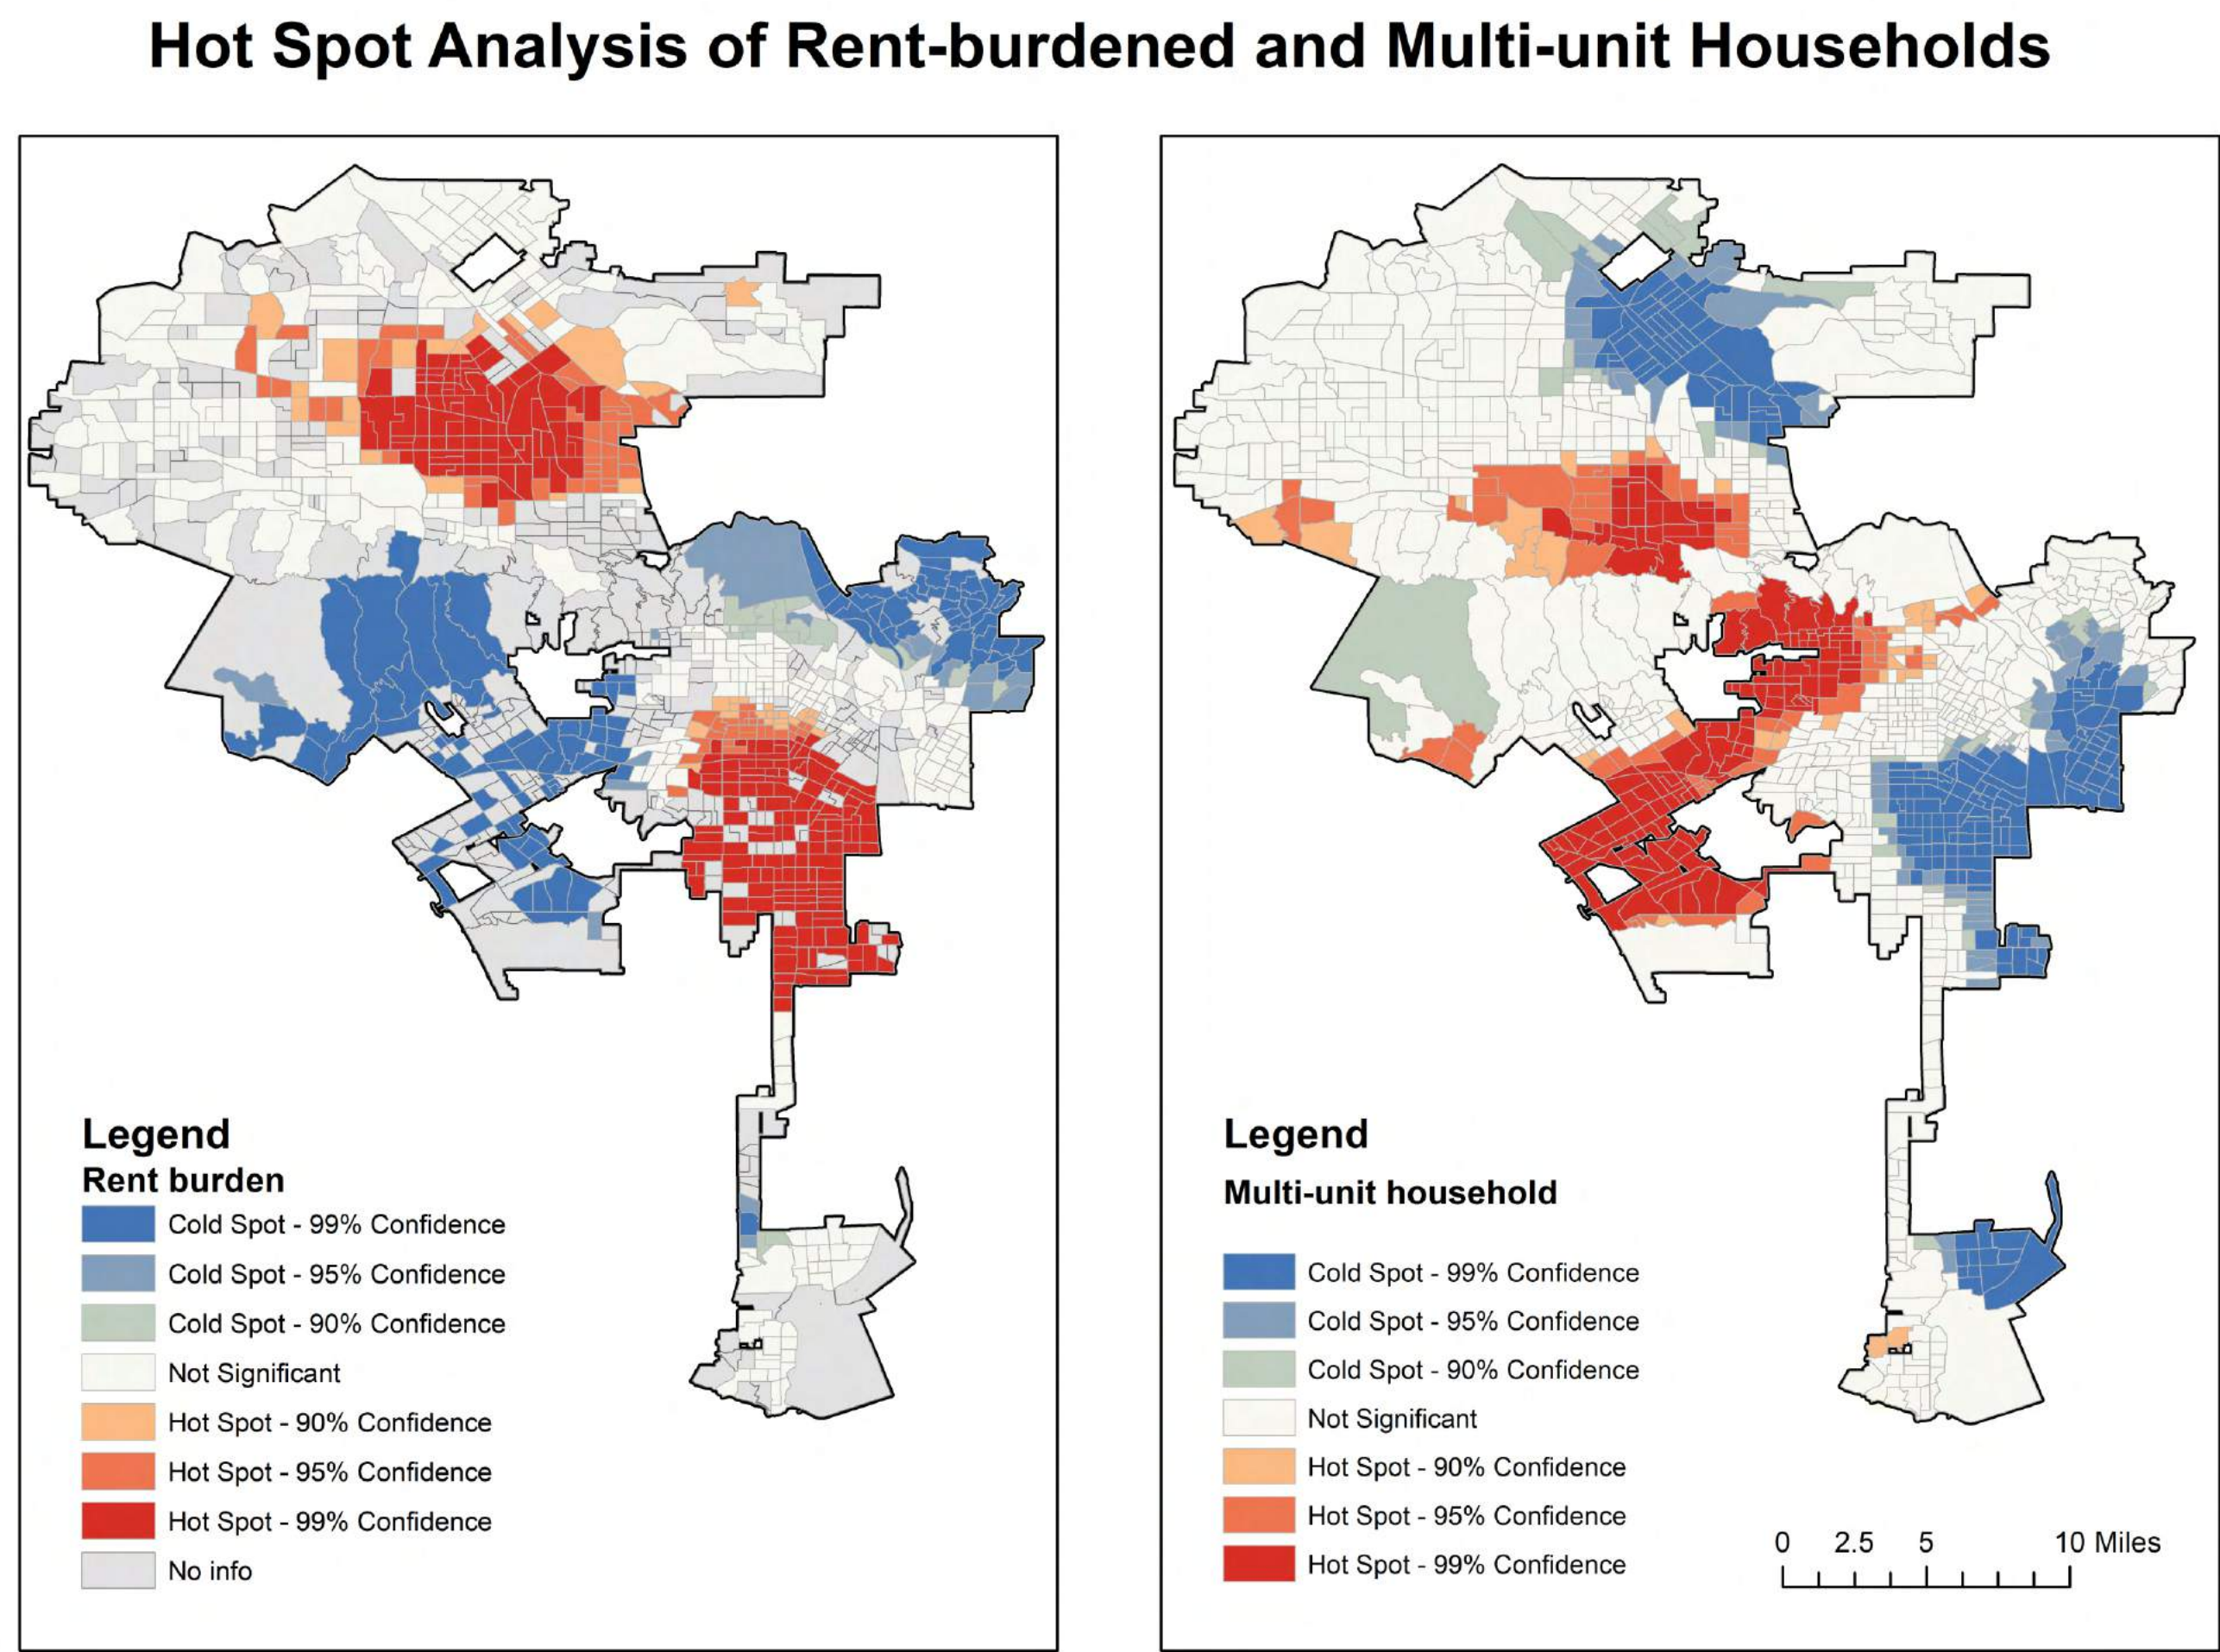 Hot Spot Analysis of Rent-burdened and Multi-unit Households
Legend
Rent burden
Cold Spot - 99% Confidence
Cold Spot - 95% Confidence
Cold Spot - 90% Confidence
Not Significant
Hot Spot - 90% Confidence
Hot Spot - 95% Confidence
Hot Spot - 99% Confidence
No info
Legend
Multi-unit household
Cold Spot - 99% Confidence
Cold Spot - 95% Confidence
Cold Spot - 90% Confidence
Not Significant
Hot Spot - 90% Confidence
Hot Spot - 95% Confidence
Hot Spot - 99% Confidence
0 2.5 5 10 Miles